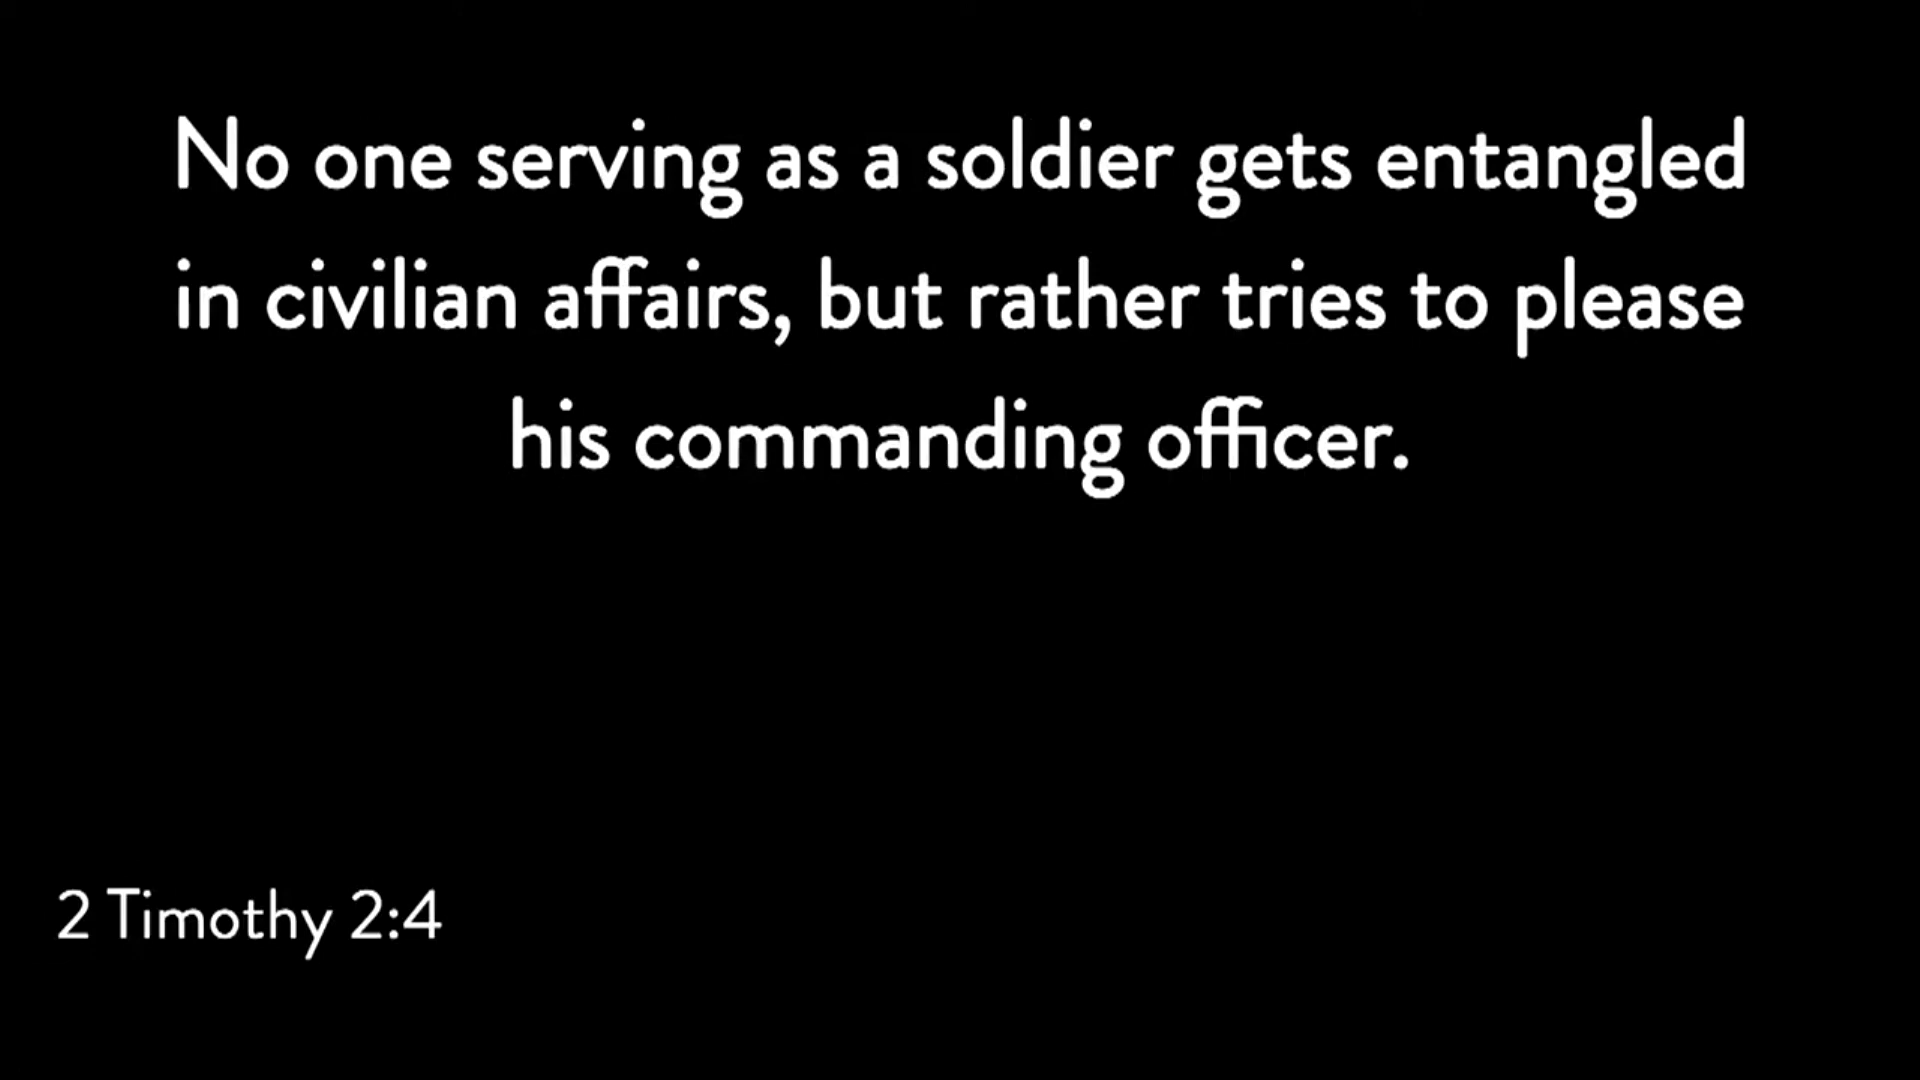 No one serving as a soldier gets entangled
in civilian affairs, but rather tries to please
his commanding officer.
2 Timothy 2:4